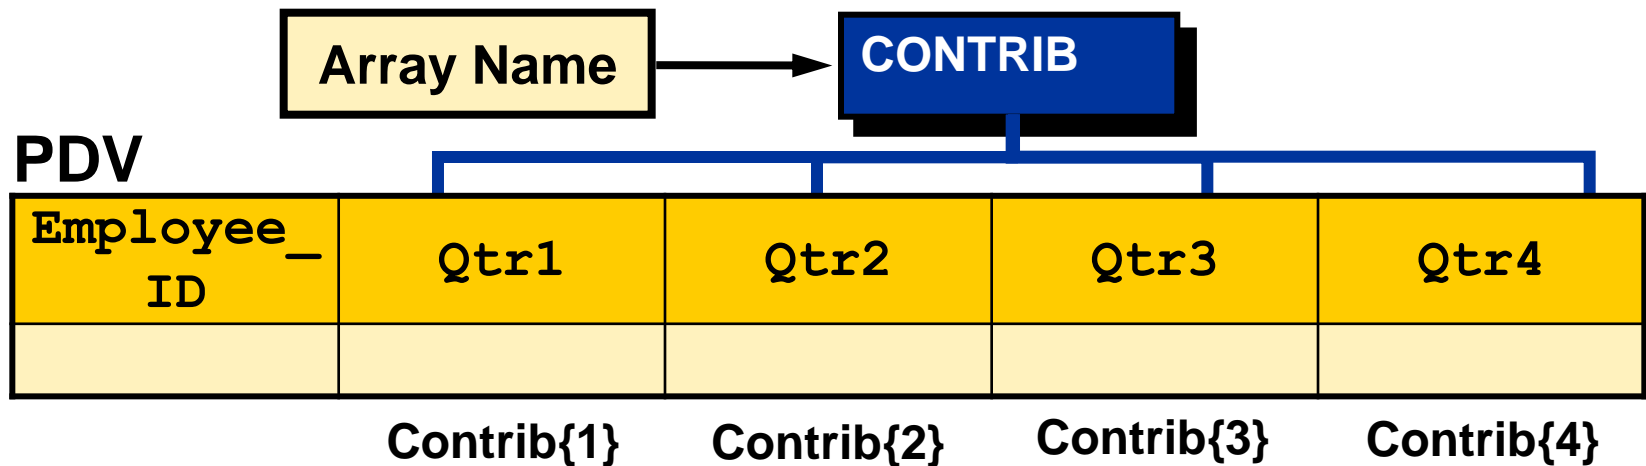 Array Name
CONTRIB
PDV
Employee_
ID
Qtr1
Qtr2
Qtr3
Qtr4
Contrib{1}
Contrib{2}
Contrib{3}
Contrib{4}